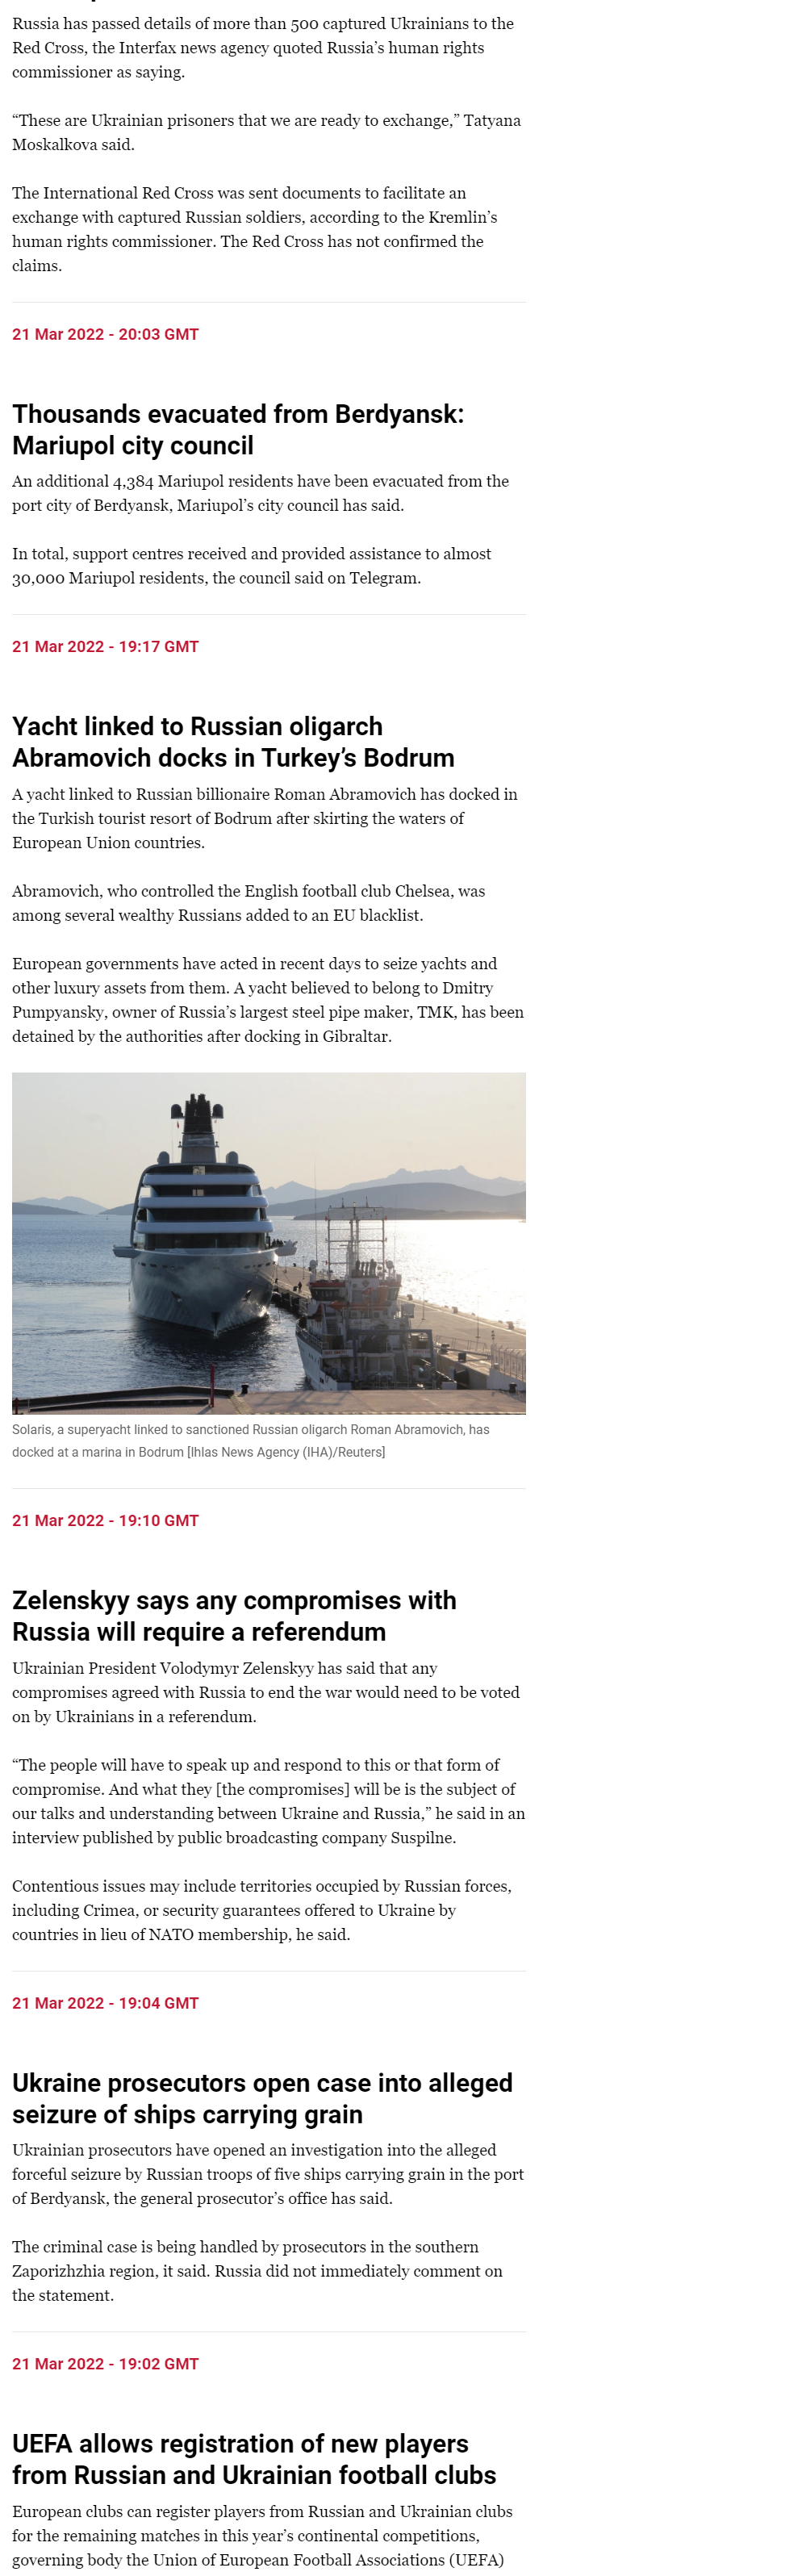 Russia has passed details of more than 500 captured Ukrainians to the
Red Cross, the Interfax news agency quoted Russia’s human rights
commissioner as saying.
“These are Ukrainian prisoners that we are ready to exchange,” Tatyana
Moskalkova said.
The International Red Cross was sent documents to facilitate an
exchange with captured Russian soldiers, according to the Kremlin’s
human rights commissioner. The Red Cross has not confirmed the
claims.
21 Mar 2022 - 20:03 GMT
Thousands evacuated from Berdyansk:
Mariupol city council
An additional 4,384 Mariupol residents have been evacuated from the
port city of Berdyansk, Mariupol’s city council has said.
In total, support centres received and provided assistance to almost
30,000 Mariupol residents, the council said on Telegram.
21 Mar 2022 - 19:17 GMT
Yacht linked to Russian oligarch
Abramovich docks in Turkey’s Bodrum
A yacht linked to Russian billionaire Roman Abramovich has docked in
the Turkish tourist resort of Bodrum after skirting the waters of
European Union countries.
Abramovich, who controlled the English football club Chelsea, was
among several wealthy Russians added to an EU blacklist.
European governments have acted in recent days to seize yachts and
other luxury assets from them. A yacht believed to belong to Dmitry
Pumpyansky, owner of Russia’s largest steel pipe maker, TMK, has been
detained by the authorities after docking in Gibraltar.
Solaris, a superyacht linked to sanctioned Russian oligarch Roman Abramovich, has
docked at a marina in Bodrum [Ihlas News Agency (IHA)/Reuters]
21 Mar 2022 - 19:10 GMT
Zelenskyy says any compromises with
Russia will require a referendum
Ukrainian President Volodymyr Zelenskyy has said that any
compromises agreed with Russia to end the war would need to be voted
on by Ukrainians in a referendum.
“The people will have to speak up and respond to this or that form of
compromise. And what they [the compromises] will be is the subject of
our talks and understanding between Ukraine and Russia,” he said in an
interview published by public broadcasting company Suspilne.
Contentious issues may include territories occupied by Russian forces,
including Crimea, or security guarantees offered to Ukraine by
countries in lieu of NATO membership, he said.
21 Mar 2022 - 19:04 GMT
Ukraine prosecutors open case into alleged
seizure of ships carrying grain
Ukrainian prosecutors have opened an investigation into the alleged
forceful seizure by Russian troops of five ships carrying grain in the port
of Berdyansk, the general prosecutor’s office has said.
The criminal case is being handled by prosecutors in the southern
Zaporizhzhia region, it said. Russia did not immediately comment on
the statement.
21 Mar 2022 - 19:02 GMT
UEFA allows registration of new players
from Russian and Ukrainian football clubs
European clubs can register players from Russian and Ukrainian clubs
for the remaining matches in this year’s continental competitions,
governing body the Union of European Football Associations (UEFA)